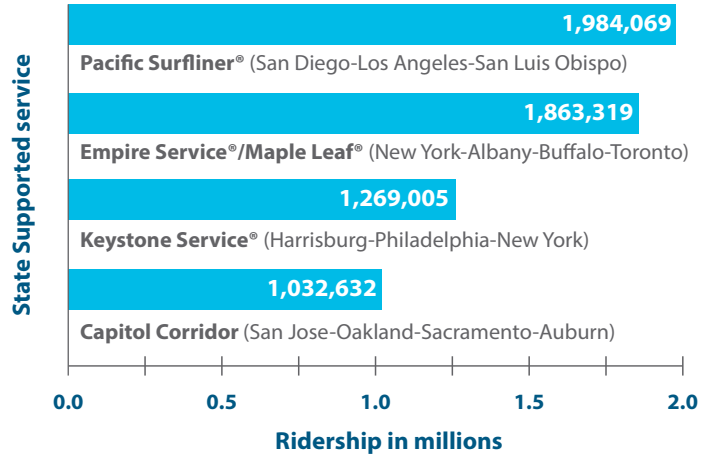 State Supported service
1,984,069
Pacific Surfliner® (San Diego-Los Angeles-San Luis Obispo)
1,863,319
Empire Service®/Maple Leaf® (New York-Albany-Buffalo-Toronto)
1,269,005
Keystone Service® (Harrisburg-Philadelphia-New York)
1,032,632
Capitol Corridor (San Jose-Oakland-Sacramento-Auburn)
0.0 0.5 1.0 1.5 2.0
Ridership in millions